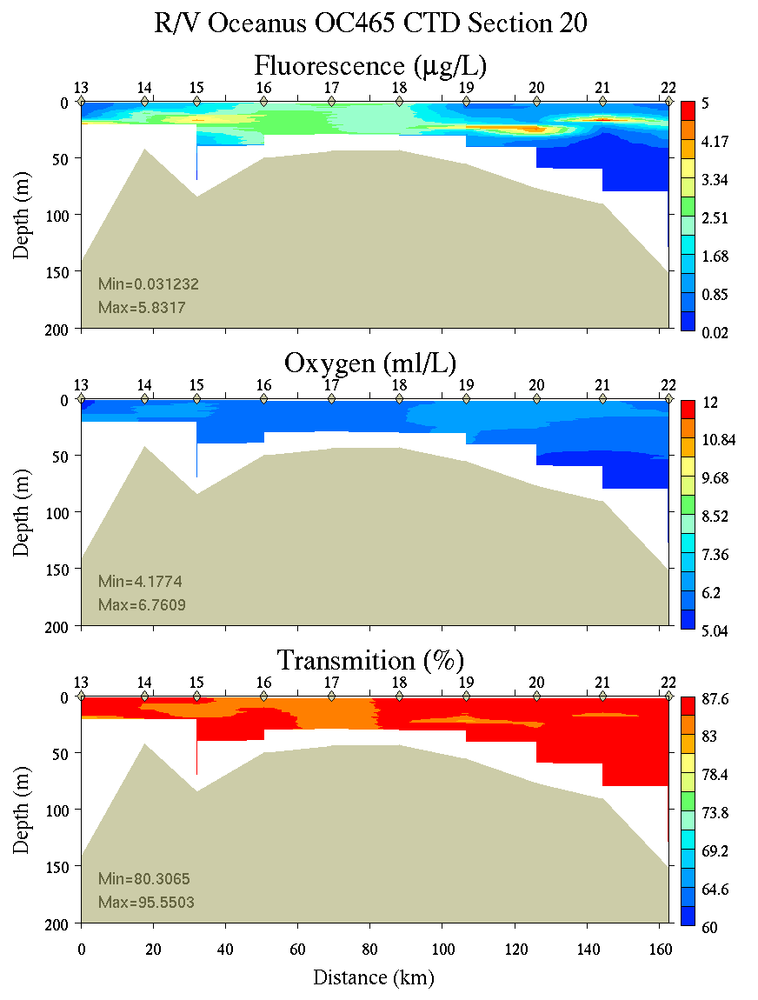 R/V Oceanus OC465 CTD Section 20
Fluorescence (μg/L)
13 14 15 16 17 18 19 20 21 22
0
50
100
150
200
Depth (m)
Min=0.031232
Max=5.8317
5
4.17
3.34
2.51
1.68
0.85
0.02
Oxygen (ml/L)
13 14 15 16 17 18 19 20 21 22
0
50
100
150
200
Depth (m)
Min=4.1774
Max=6.7609
12
10.84
9.68
8.52
7.36
6.2
5.04
Transmition (%)
13 14 15 16 17 18 19 20 21 22
0
50
100
150
200
Depth (m)
Min=80.3065
Max=95.5503
87.6
83
78.4
73.8
69.2
64.6
60
0 20 40 60 80 100 120 140 160
Distance (km)